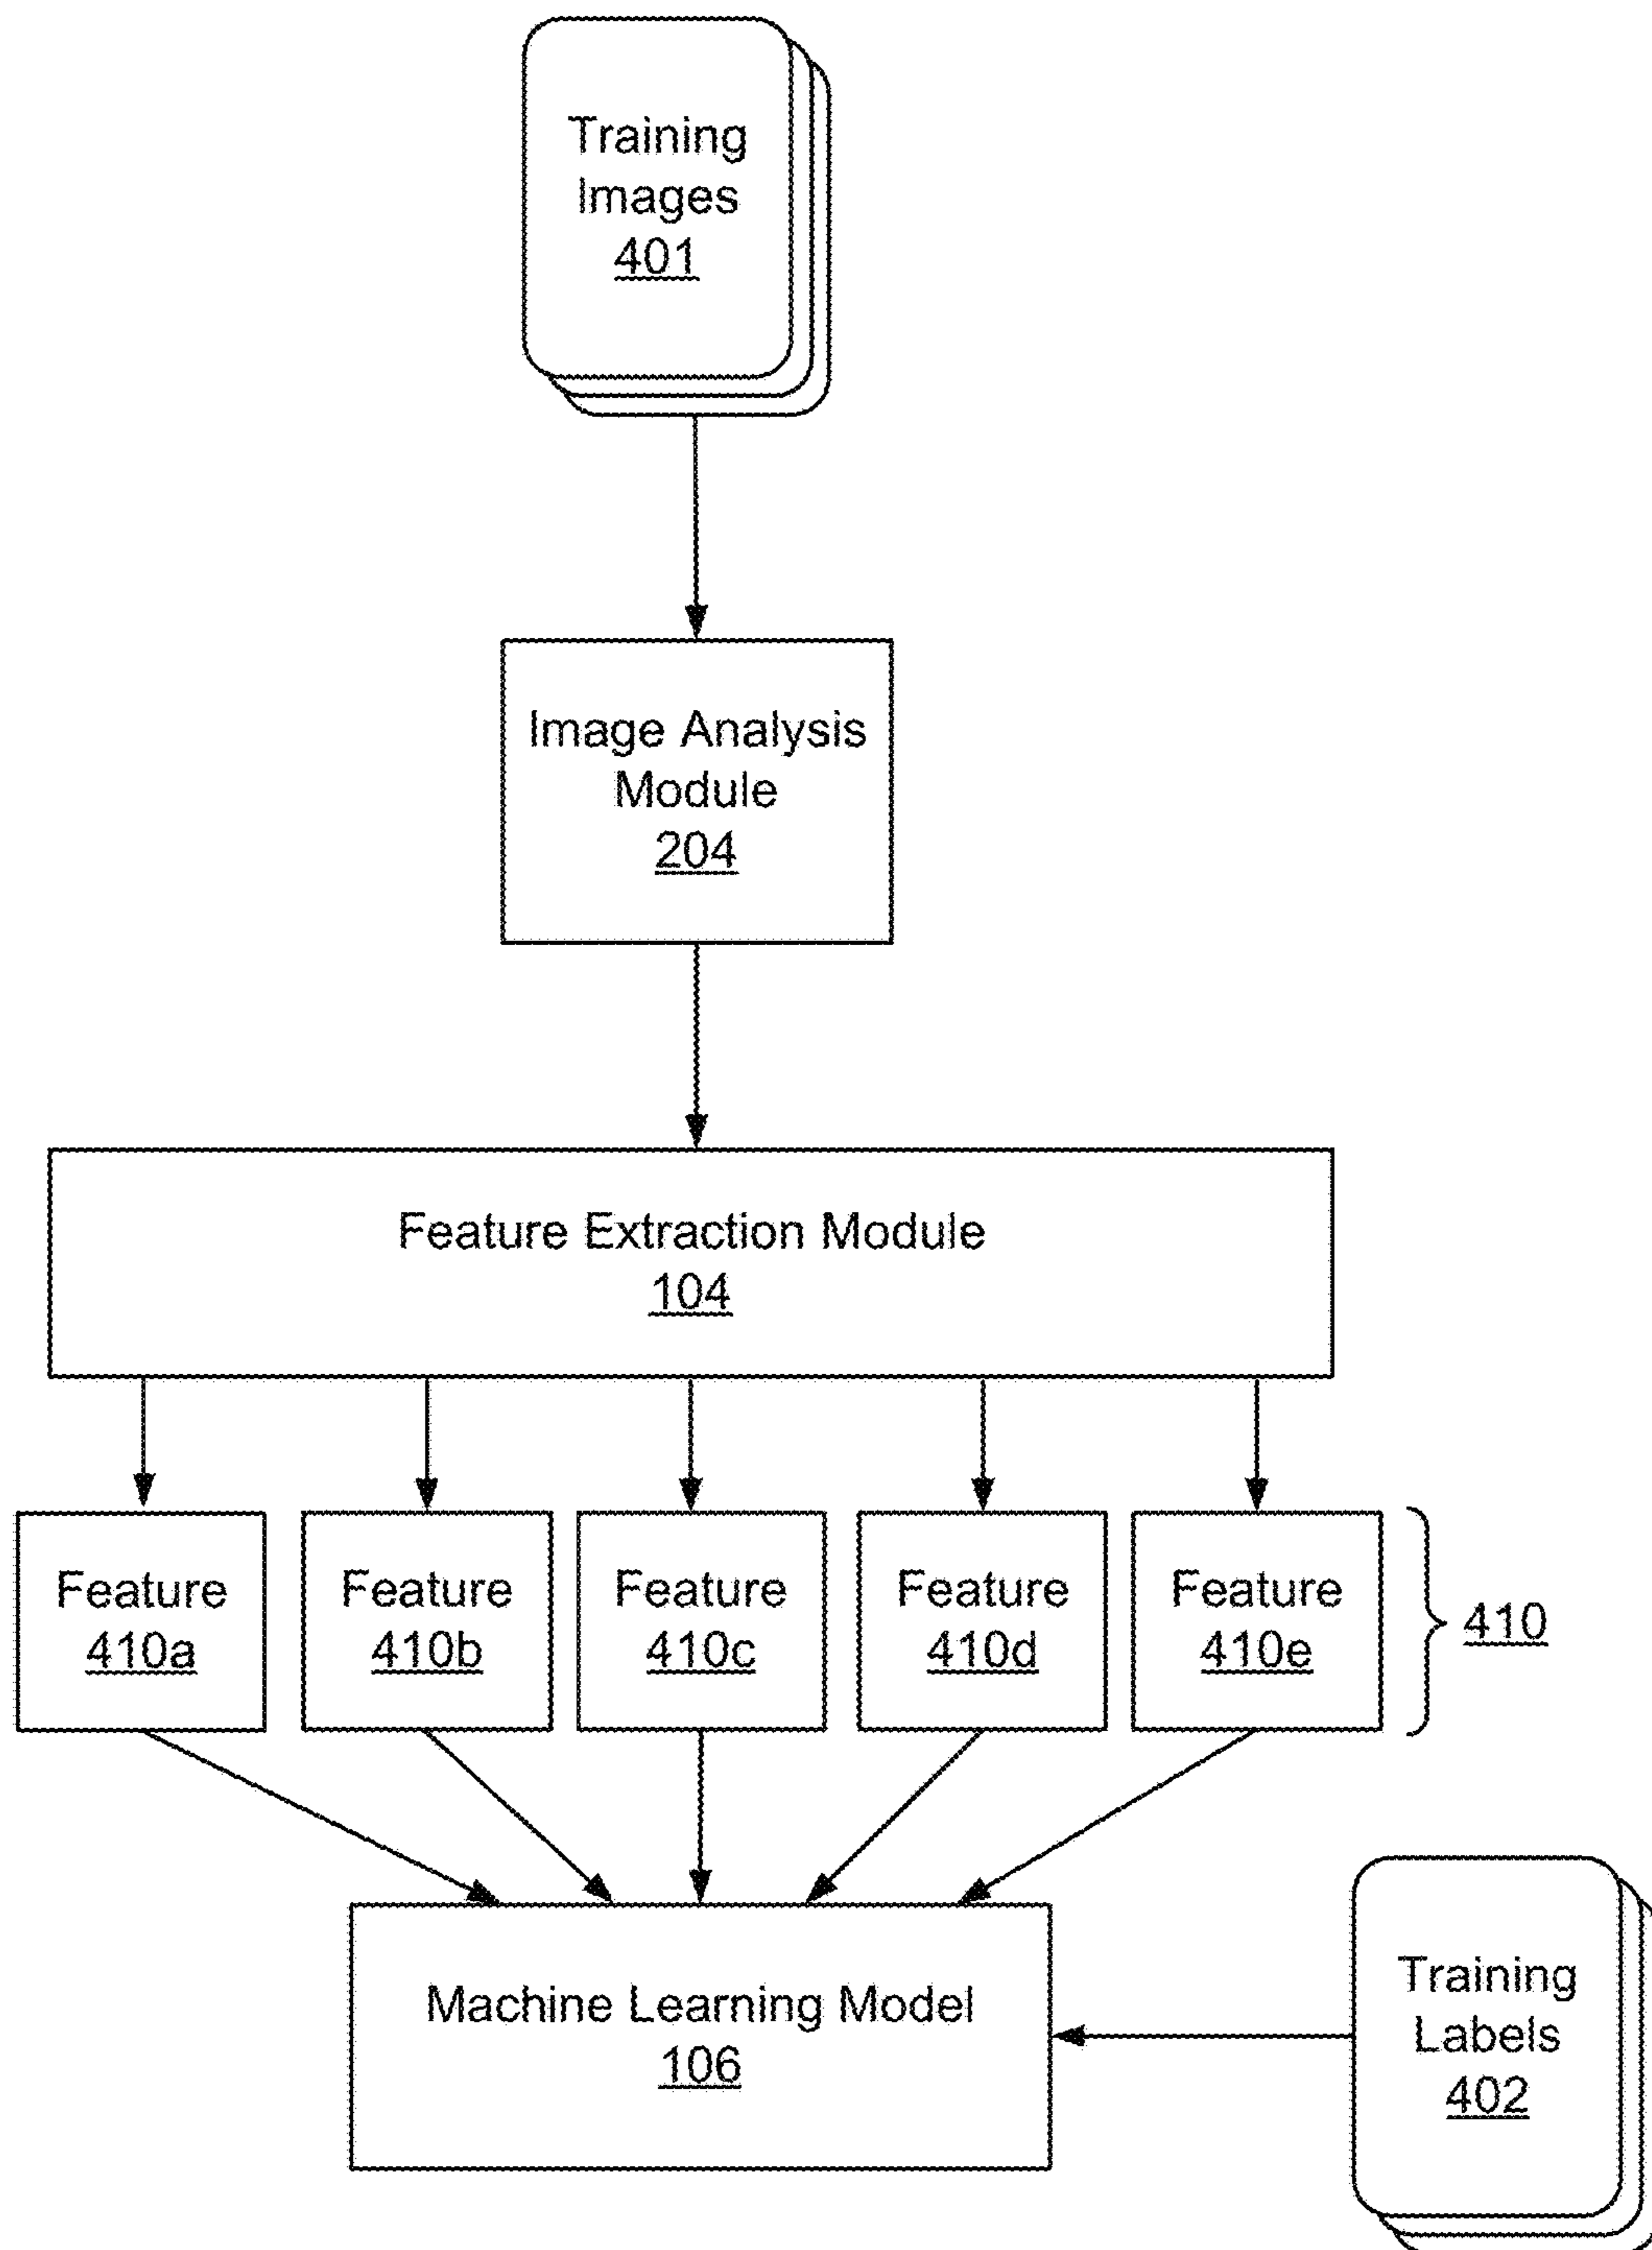 Training
Images
401
Image Analysis
Module
204
Feature Extraction Module
104
Feature
410a
Feature
410b
Feature
410c
Feature
410d
Feature
410e
410
Machine Learning Model
106
Training
Labels
402